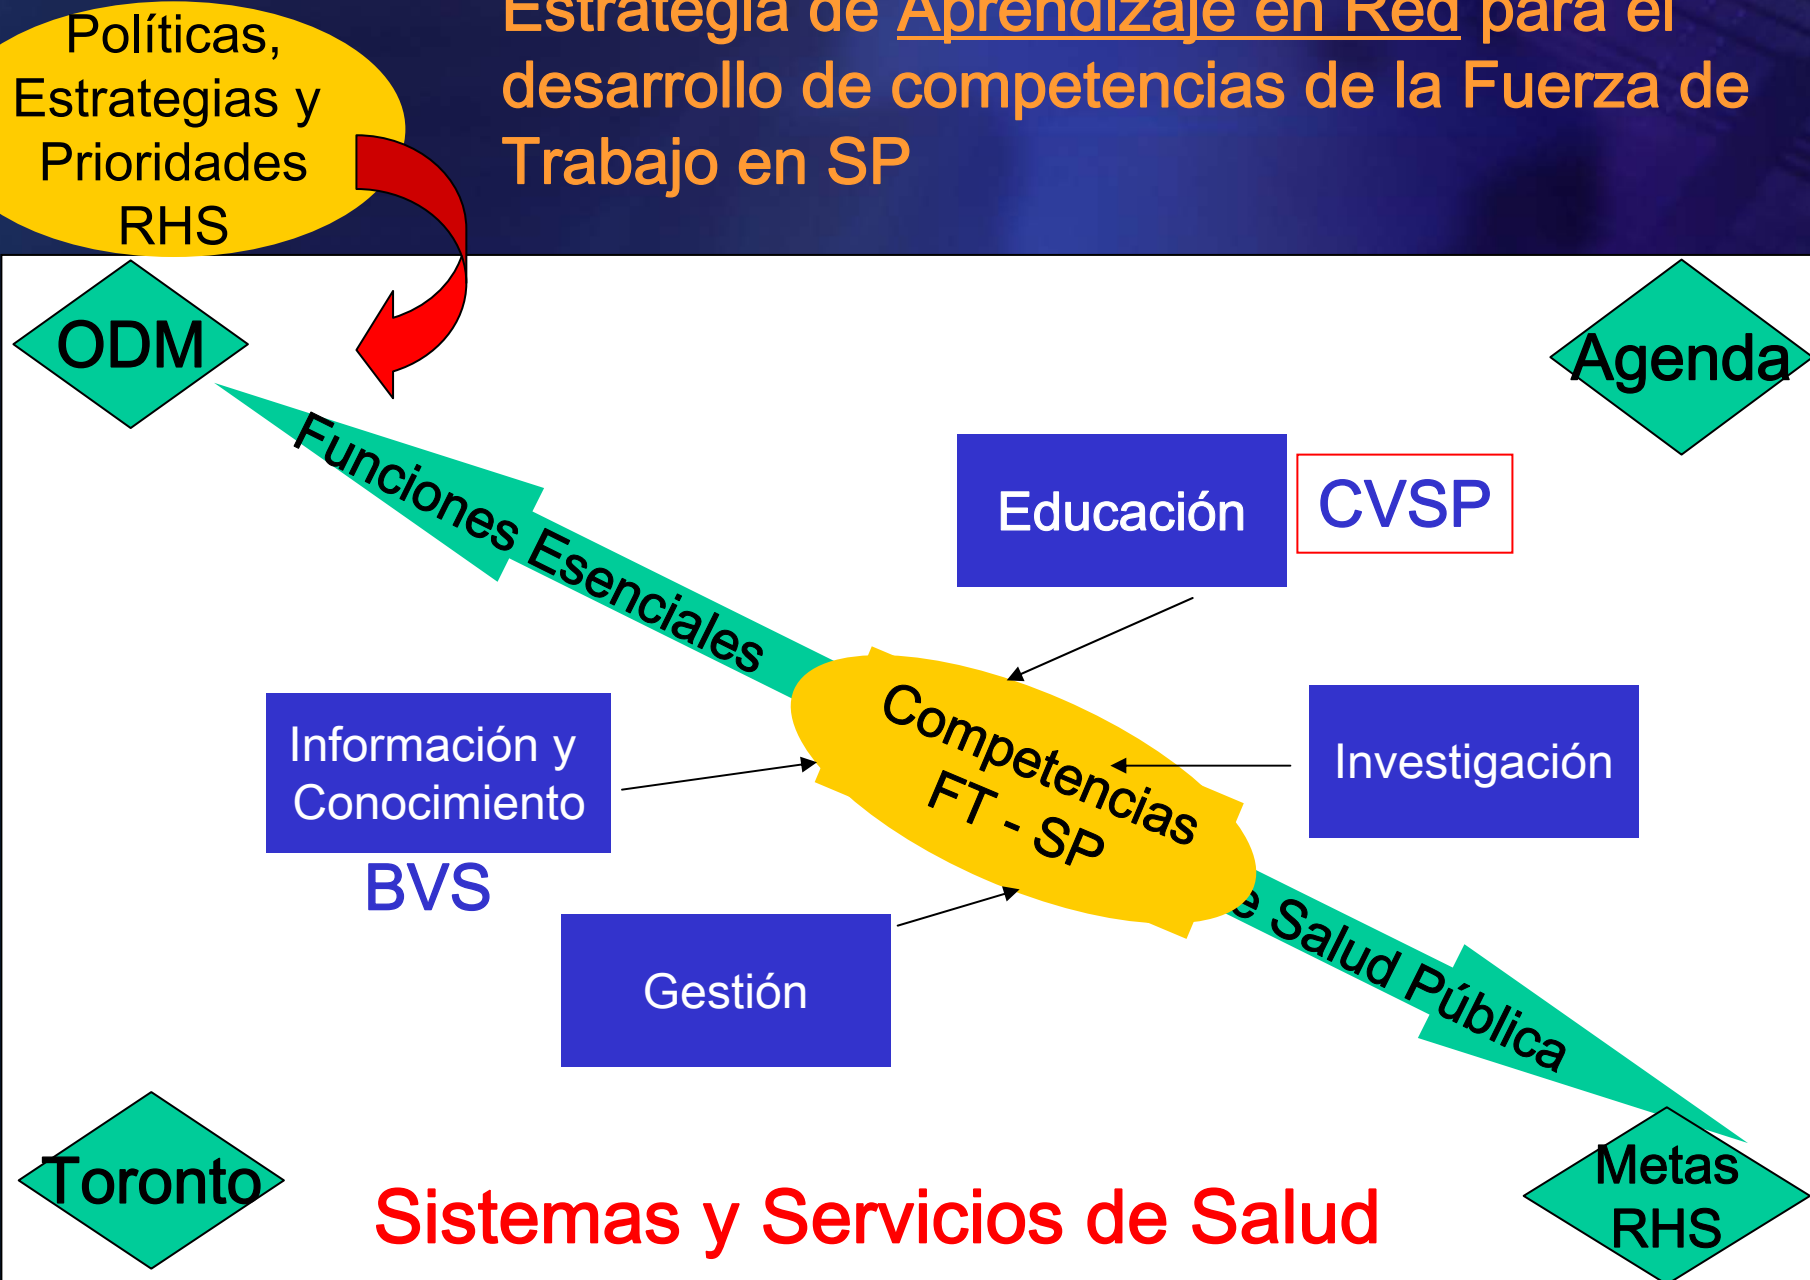 Políticas,
Estrategias y
Prioridades
RHS
Estrategia de Aprendizaje en Red para el
desarrollo de competencias de la Fuerza de
Trabajo en SP
ODM
Agenda
Funciones Esenciales
Educación
CVSP
Competencias
FT - SP
Información y
Conocimiento
BVS
Investigación
Gestión
e Salud Pública
Toronto
Sistemas y Servicios de Salud
Metas
RHS